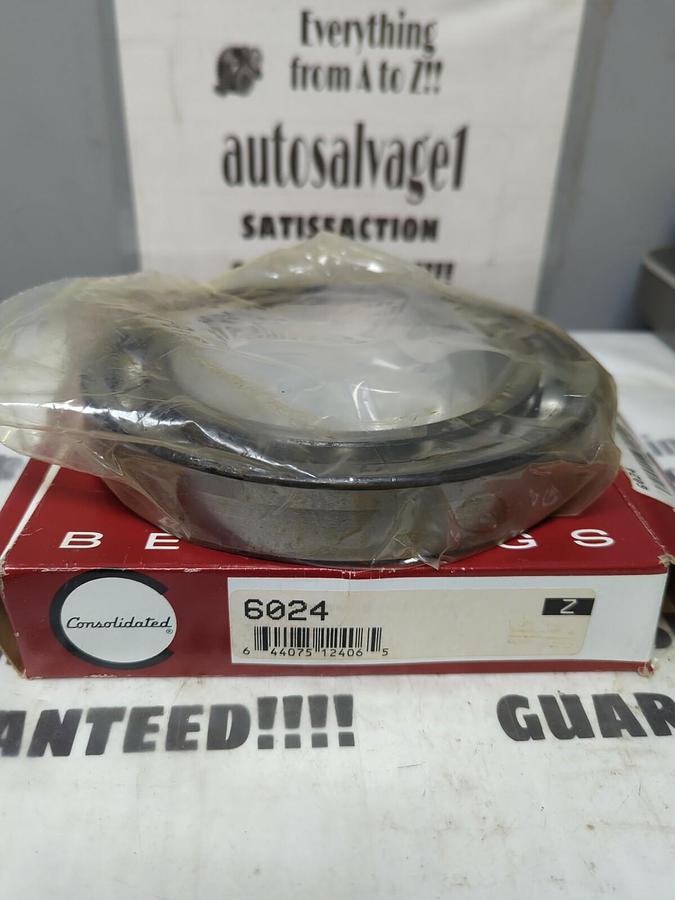 Everything
from A to Z!!
autosalvage1
SATISFACTION
!!!!
BE GS
Consolidated®
6024
Z
6 44075 12406 5
ANTEED!!!! GUAR